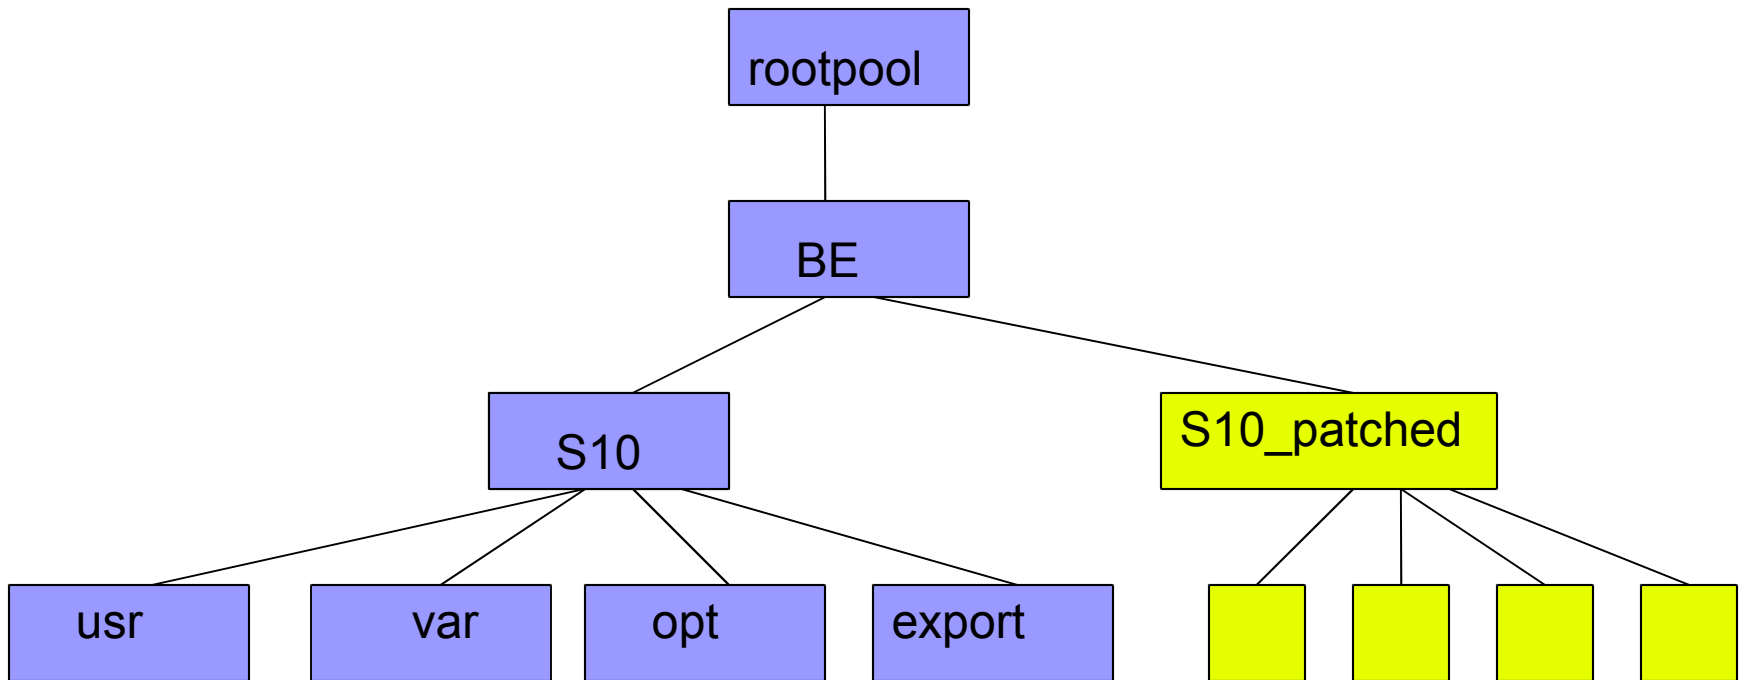 rootpool
BE
S10
S10_patched
usr
var
opt
export